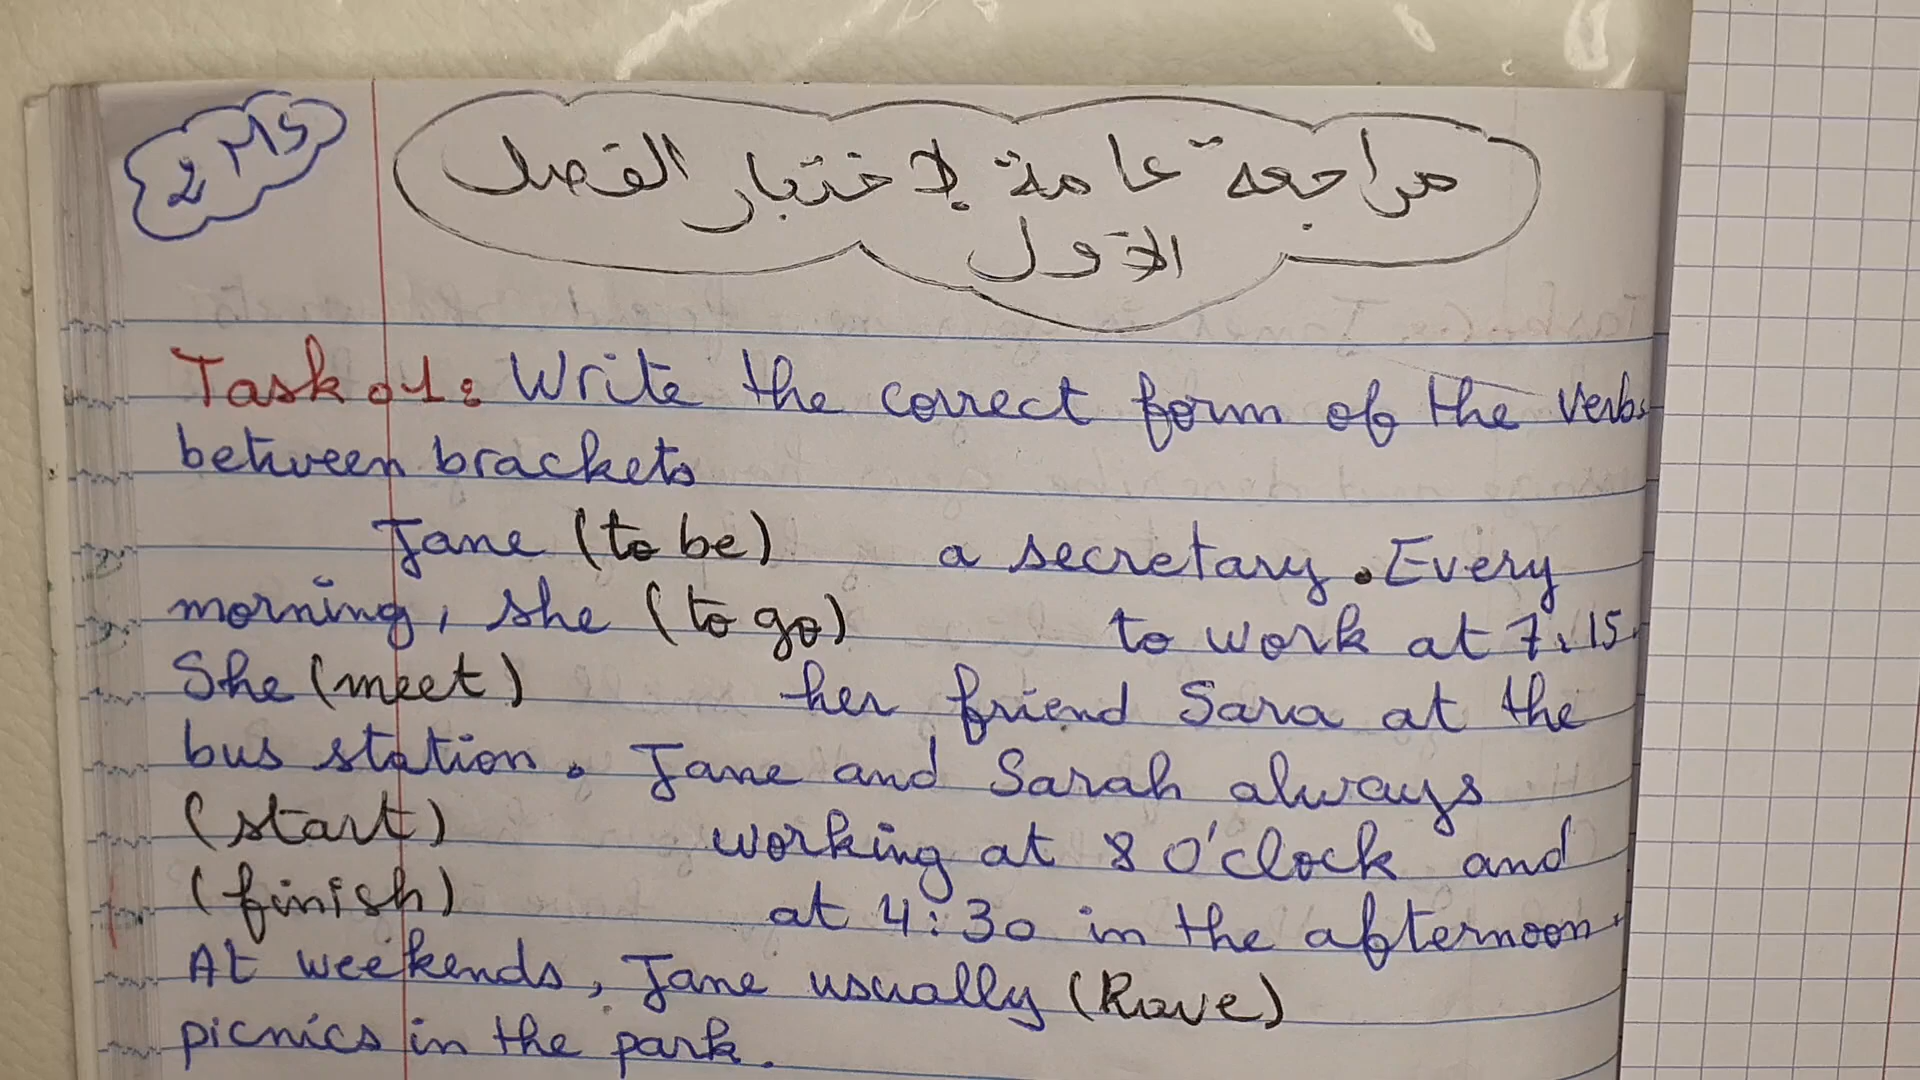 2 MS
مراجعة عامة لإختبار الفصل
الأول
Task 01: Write the correct form of the verbs
between brackets
Jane (to be) a secretary. Every
morning, she (to go) to work at 7:15.
She (meet) her friend Sara at the
bus station. Jane and Sarah always
(start) working at 8 O'clock and
(finish) at 4:30 in the afternoon.
At weekends, Jane usually (have)
picnics in the park.